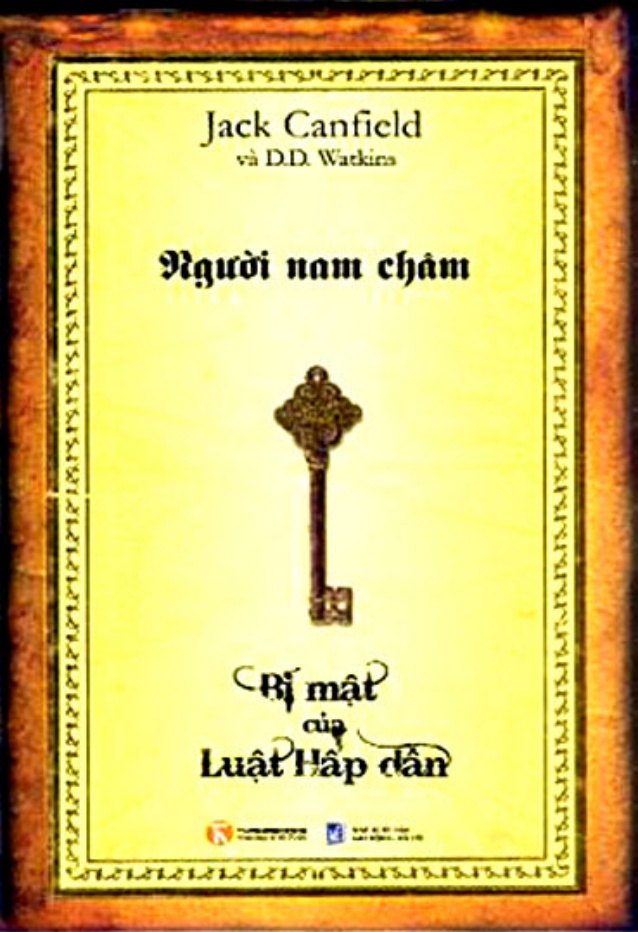 Jack Canfield
và D.D. Watkins
Người nam châm
Bí mật
của
Luật Hấp dẫn